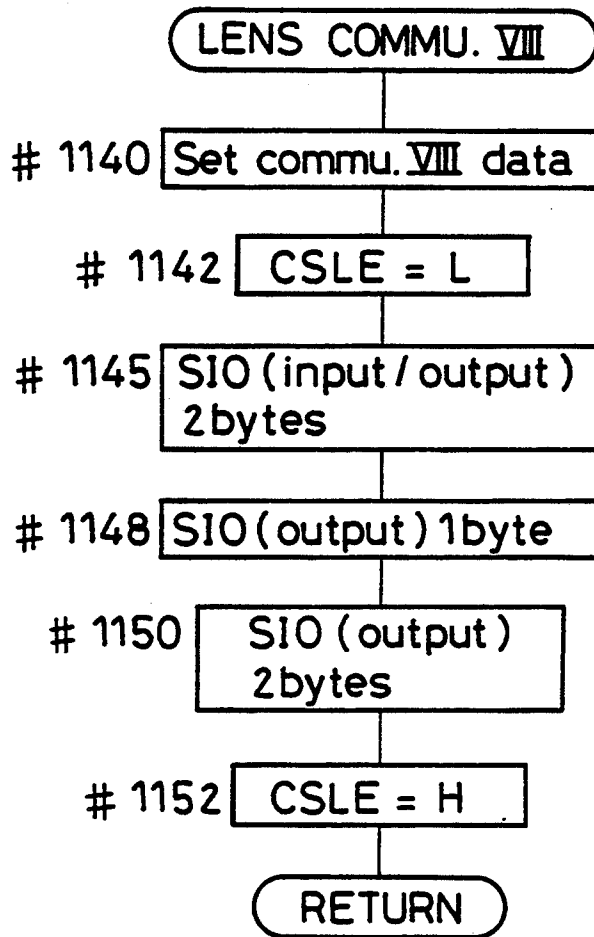 LENS COMMU. VIII
# 1140 Set commu. VIII data
# 1142 CSLE = L
# 1145 SIO (input / output)
2bytes
# 1148 SIO (output) 1byte
# 1150 SIO (output)
2bytes
# 1152 CSLE = H
RETURN